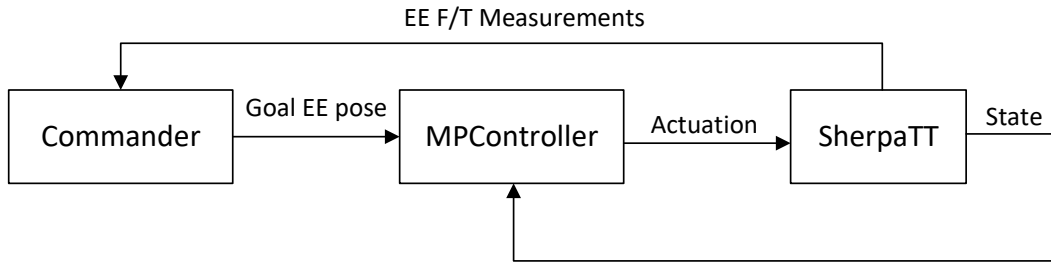 EE F/T Measurements
Commander
Goal EE pose
MPController
Actuation
SherpaTT
State